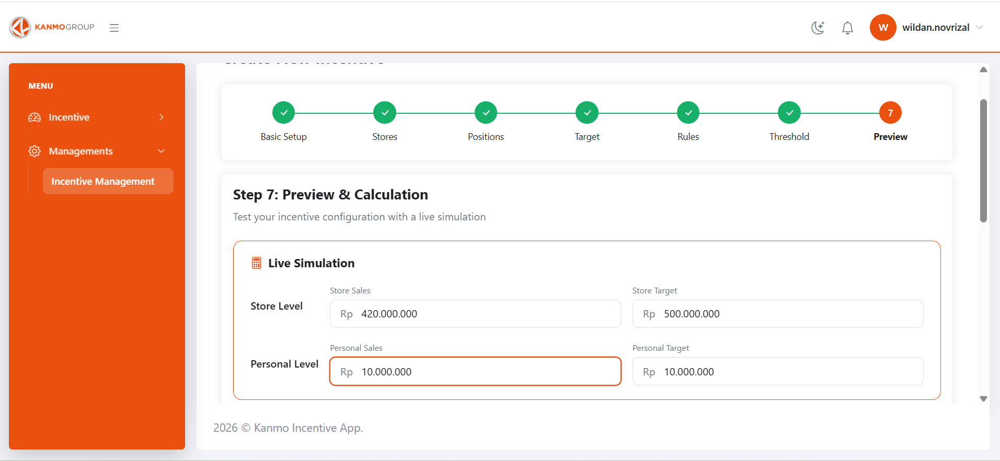 KANMOGROUP
W
wildan.novrizal
MENU
Incentive
Managements
Incentive Management
Create New Incentive
Basic Setup
Stores
Positions
Target
Rules
Threshold
7
Preview
Step 7: Preview & Calculation
Test your incentive configuration with a live simulation
Live Simulation
Store Level
Store Sales
Rp 420.000.000
Store Target
Rp 500.000.000
Personal Level
Personal Sales
Rp 10.000.000
Personal Target
Rp 10.000.000
2026 © Kanmo Incentive App.